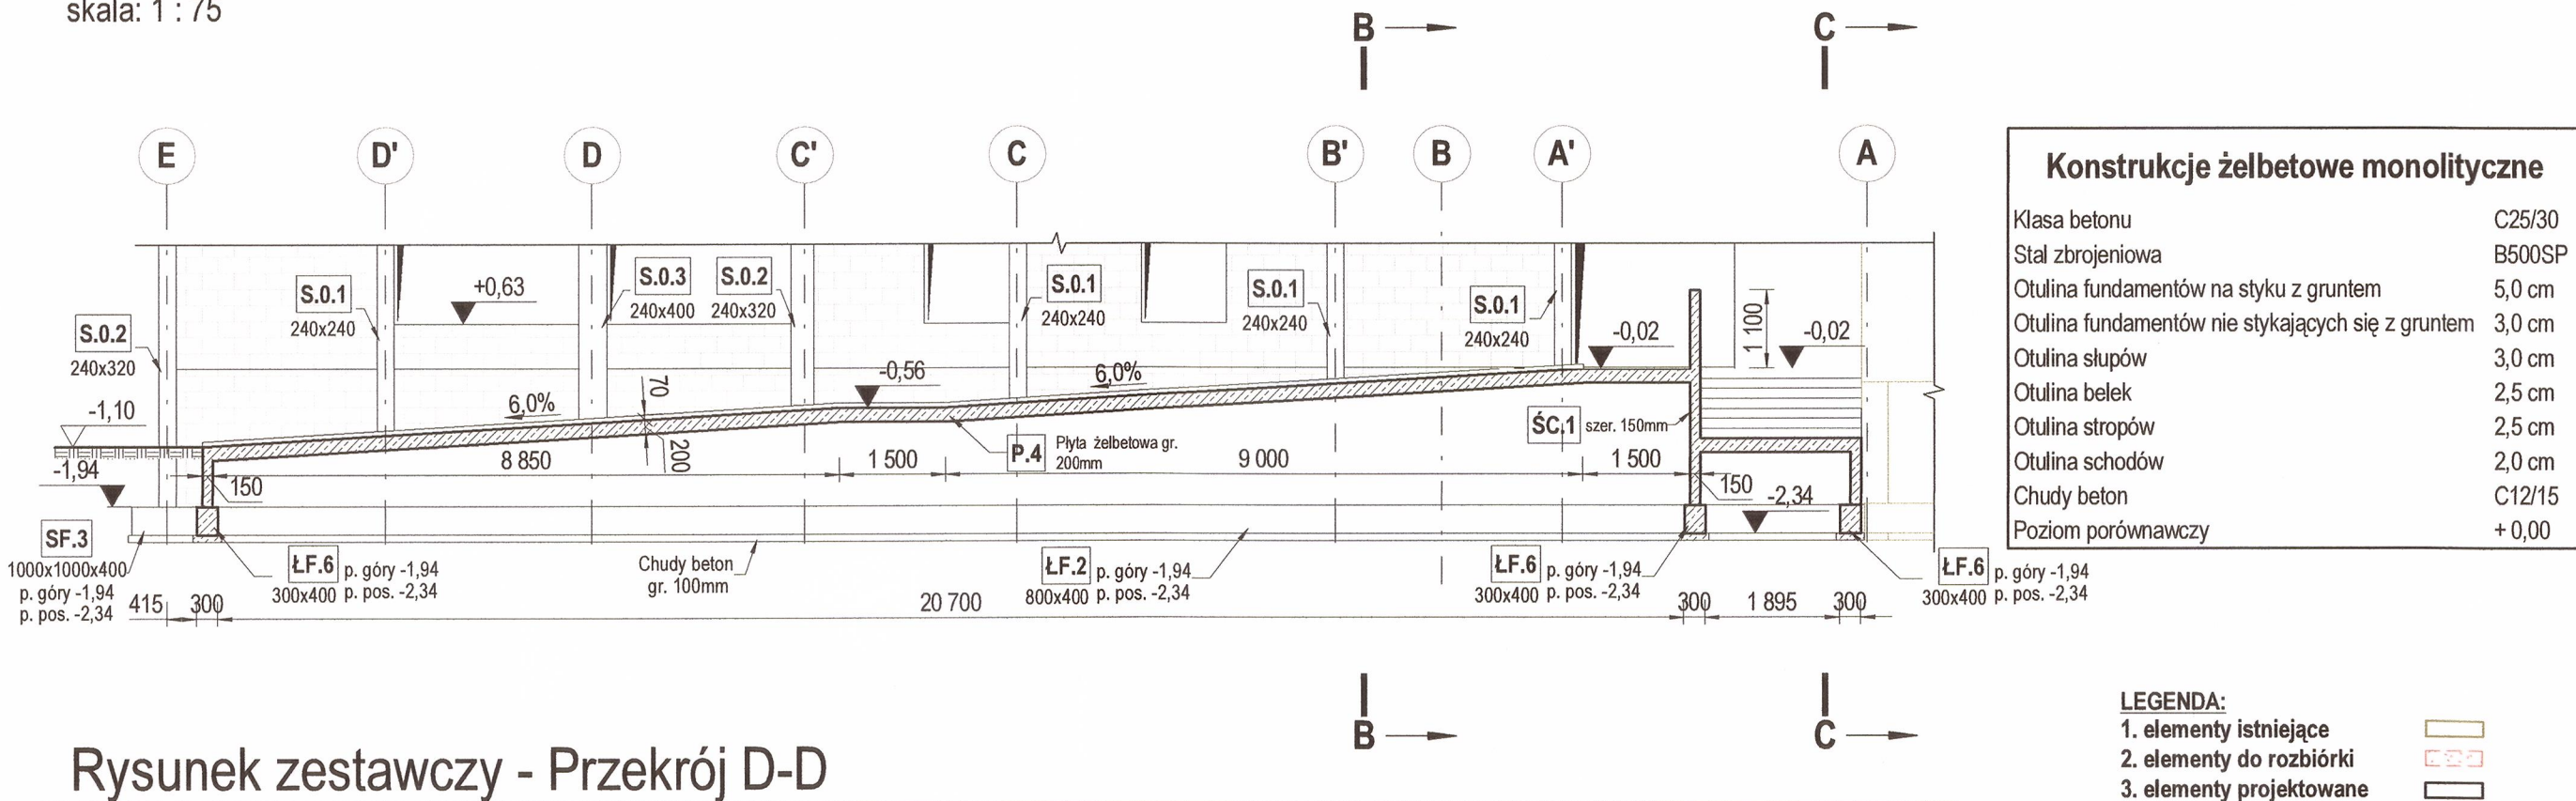 skala: 1 : 75
B
C
E
D'
D
C'
C
B'
B
A'
A
Konstrukcje żelbetowe monolityczne
Klasa betonu C25/30
Stal zbrojeniowa B500SP
Otulina fundamentów na styku z gruntem 5,0 cm
Otulina fundamentów nie stykających się z gruntem 3,0 cm
Otulina słupów 3,0 cm
Otulina belek 2,5 cm
Otulina stropów 2,5 cm
Otulina schodów 2,0 cm
Chudy beton C12/15
Poziom porównawczy + 0,00
S.0.2
240x320
S.0.1
240x240
+0,63
S.0.3
240x400
S.0.2
240x320
S.0.1
240x240
S.0.1
240x240
S.0.1
240x240
-0,02
1 100
-0,02
-1,10
6,0%
70
200
-0,56
6,0%
ŚC.1 szer. 150mm
P.4 Płyta żelbetowa gr.
200mm
-1,94
150
8 850
1 500
9 000
1 500
150
-2,34
SF.3
1000x1000x400
p. góry -1,94
p. pos. -2,34
ŁF.6 p. góry -1,94
300x400 p. pos. -2,34
Chudy beton
gr. 100mm
ŁF.2 p. góry -1,94
800x400 p. pos. -2,34
ŁF.6 p. góry -1,94
300x400 p. pos. -2,34
ŁF.6 p. góry -1,94
300x400 p. pos. -2,34
415
300
20 700
300
1 895
300
B
C
Rysunek zestawczy - Przekrój D-D
LEGENDA:
1. elementy istniejące
2. elementy do rozbiórki
3. elementy projektowane